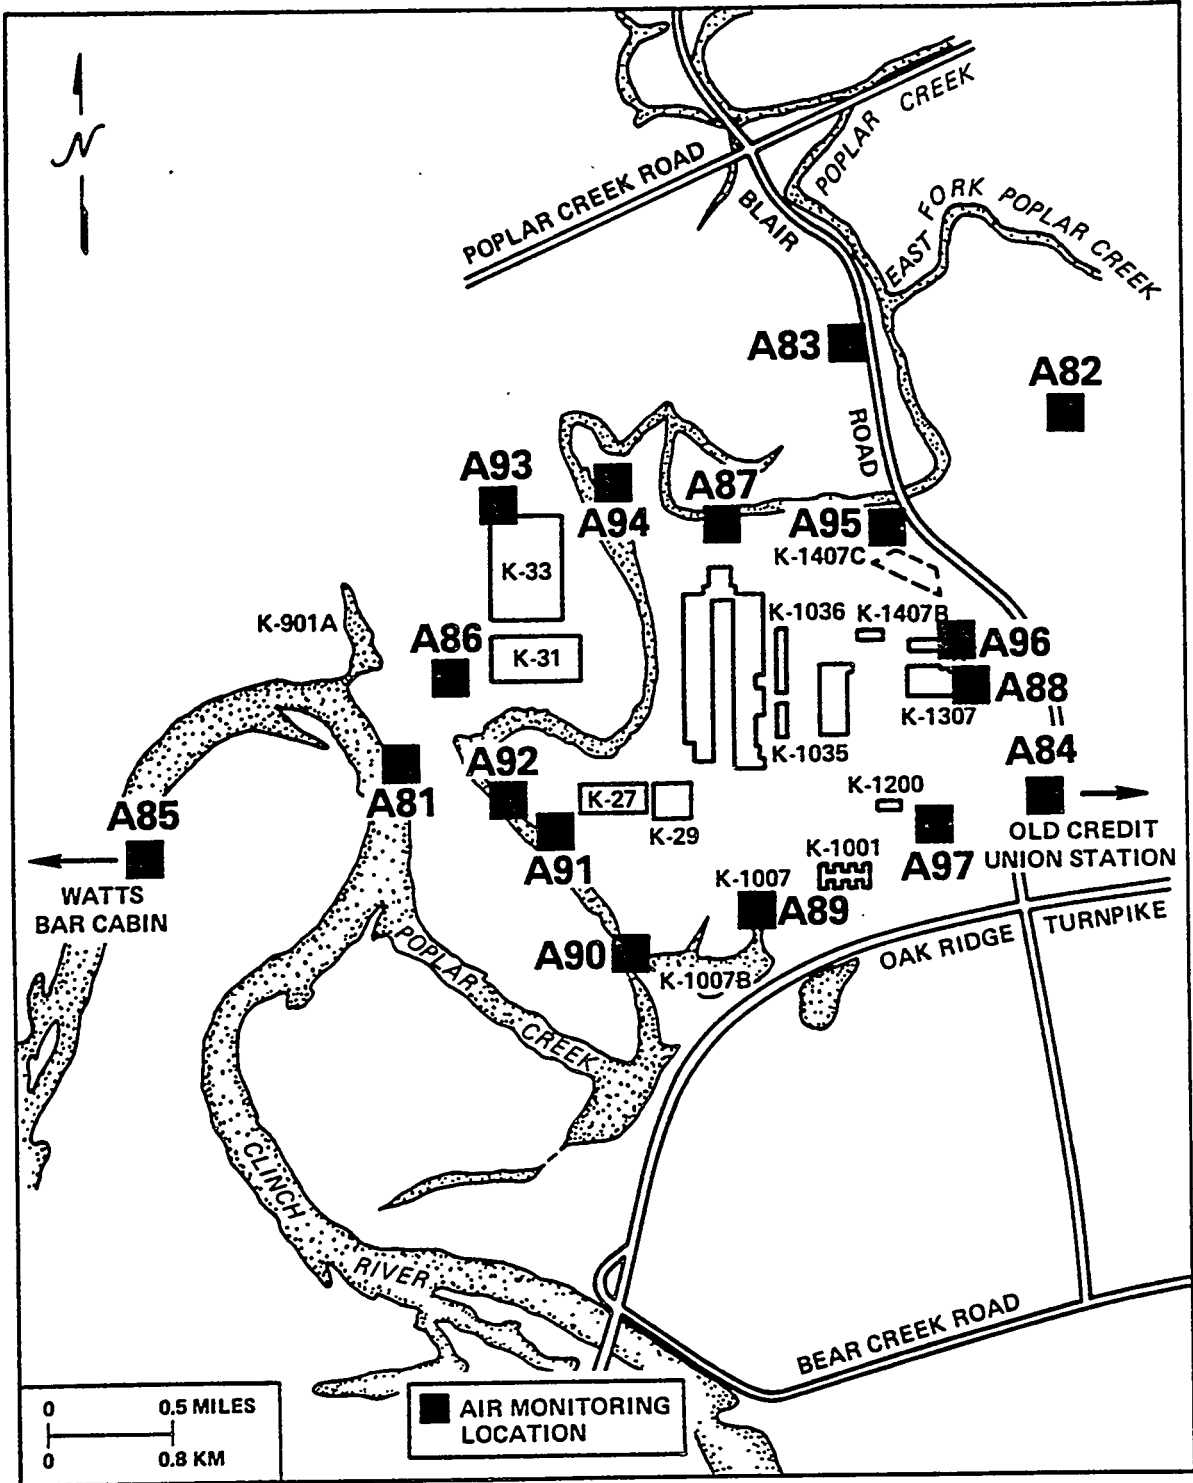 N
POPLAR CREEK ROAD
POPLAR CREEK
BLAIR ROAD
EAST FORK POPLAR CREEK
A83
A82
A93
A94
A87
A95
K-1407C
K-33
K-901A
A86
K-31
K-1036
K-1407B
A96
A88
K-1307
K-1035
A92
A81
A85
K-27
K-29
A91
K-1200
A84
OLD CREDIT
UNION STATION
A97
K-1001
K-1007
A89
WATTS
BAR CABIN
A90
K-1007B
OAK RIDGE TURNPIKE
POPLAR CREEK
CLINCH RIVER
BEAR CREEK ROAD
0 0.5 MILES
0 0.8 KM
AIR MONITORING
LOCATION